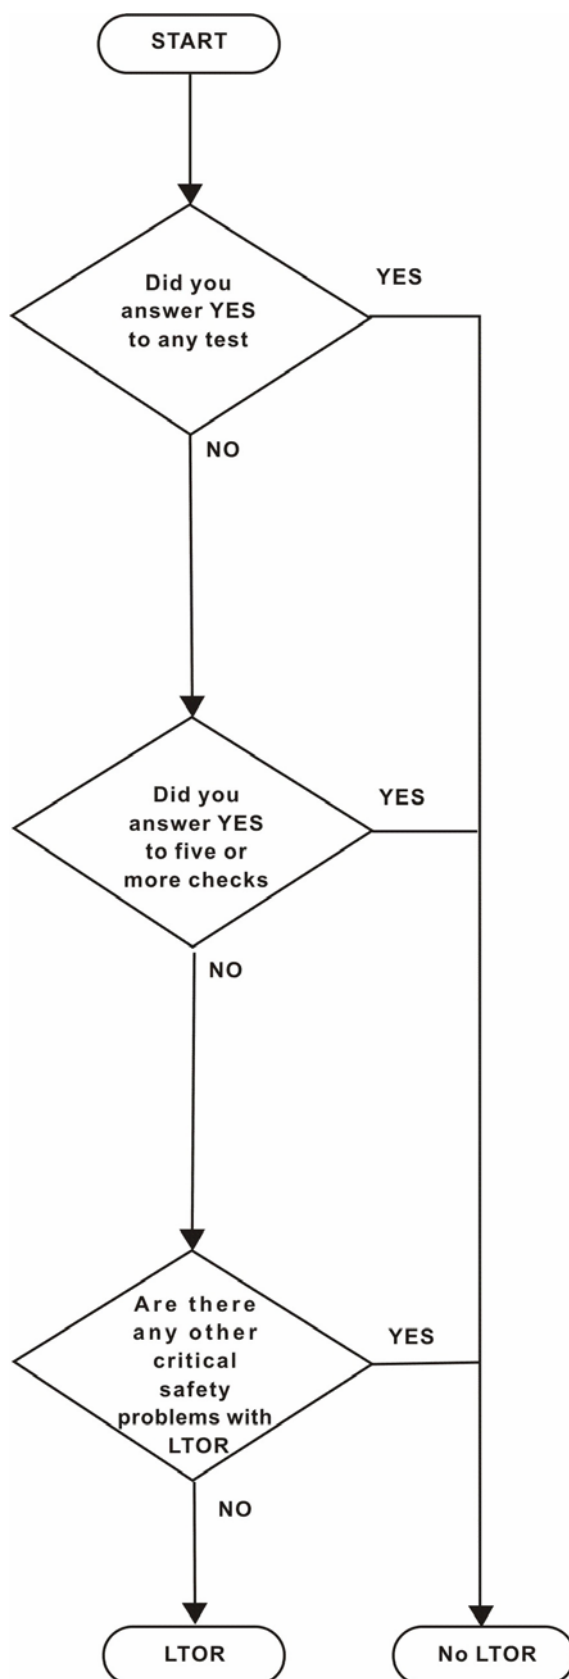 START
Did you
answer YES
to any test
YES
NO
Did you
answer YES
to five or
more checks
YES
NO
Are there
any other
critical
safety
problems with
LTOR
YES
NO
LTOR
No LTOR